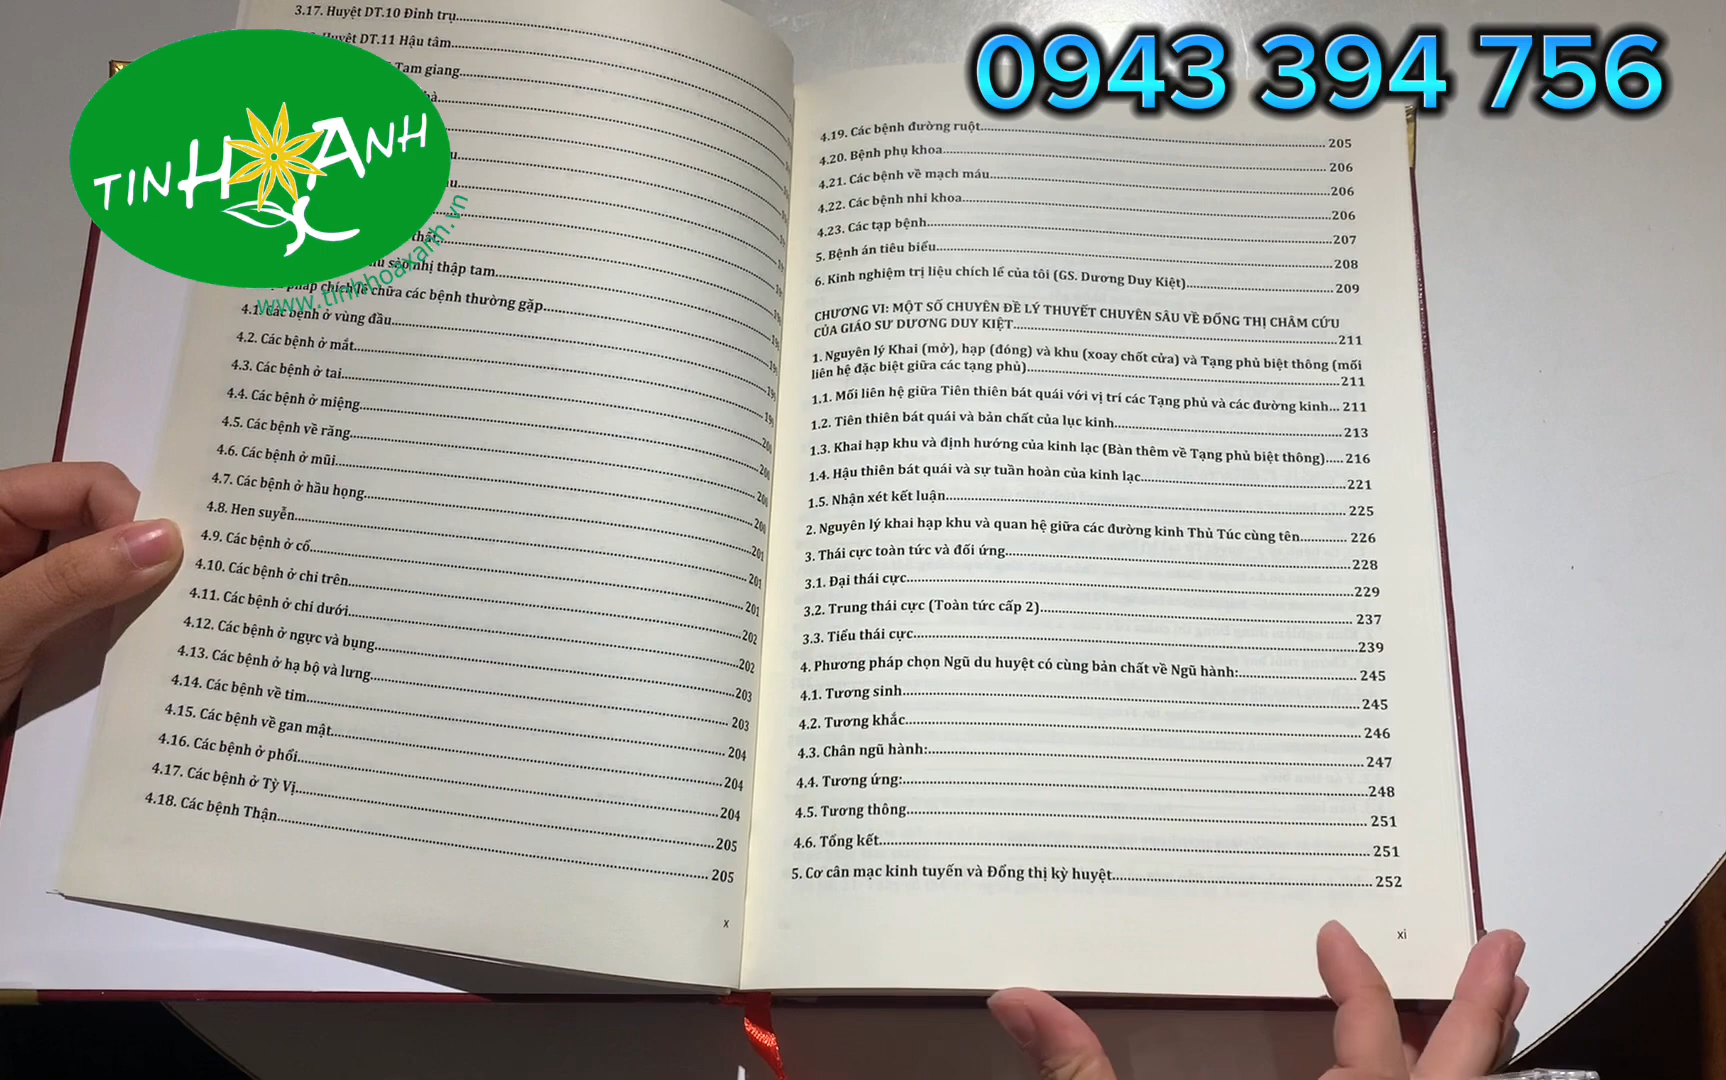 0943 394 756
TINH HOA XANH
www.tinhhoaxanh.vn
3.17. Huyệt DT.10 Đỉnh trụ
Huyệt DT.11 Hậu tâm
Tam giang
sèo nhị thập tam
pháp chích lể chữa các bệnh thường gặp
4.1. Các bệnh ở vùng đầu
4.2. Các bệnh ở mắt
4.3. Các bệnh ở tai
4.4. Các bệnh ở miệng
4.5. Các bệnh về răng
4.6. Các bệnh ở mũi
4.7. Các bệnh ở hầu họng
4.8. Hen suyễn 201
4.9. Các bệnh ở cổ 201
4.10. Các bệnh ở chi trên 201
4.11. Các bệnh ở chi dưới 202
4.12. Các bệnh ở ngực và bụng 202
4.13. Các bệnh ở hạ bộ và lưng 203
4.14. Các bệnh về tim 203
4.15. Các bệnh về gan mật 204
4.16. Các bệnh ở phổi 204
4.17. Các bệnh ở Tỳ Vị 205
4.18. Các bệnh Thận 205
x
4.19. Các bệnh đường ruột 205
4.20. Bệnh phụ khoa 206
4.21. Các bệnh về mạch máu 206
4.22. Các bệnh nhi khoa 206
4.23. Các tạp bệnh 207
5. Bệnh án tiêu biểu 208
6. Kinh nghiệm trị liệu chích lể của tôi (GS. Dương Duy Kiệt) 209
CHƯƠNG VI: MỘT SỐ CHUYÊN ĐỀ LÝ THUYẾT CHUYÊN SÂU VỀ ĐỔNG THỊ CHÂM CỨU
CỦA GIÁO SƯ DƯƠNG DUY KIỆT 211
1. Nguyên lý Khai (mở), hạp (đóng) và khu (xoay chốt cửa) và Tạng phủ biệt thông (mối
liên hệ đặc biệt giữa các tạng phủ) 211
1.1. Mối liên hệ giữa Tiên thiên bát quái với vị trí các Tạng phủ và các đường kinh... 211
1.2. Tiên thiên bát quái và bản chất của lục kinh 213
1.3. Khai hạp khu và định hướng của kinh lạc (Bàn thêm về Tạng phủ biệt thông) 216
1.4. Hậu thiên bát quái và sự tuần hoàn của kinh lạc 221
1.5. Nhận xét kết luận 225
2. Nguyên lý khai hạp khu và quan hệ giữa các đường kinh Thủ Túc cùng tên 226
3. Thái cực toàn tức và đối ứng 228
3.1. Đại thái cực 229
3.2. Trung thái cực (Toàn tức cấp 2) 237
3.3. Tiểu thái cực 239
4. Phương pháp chọn Ngũ du huyệt có cùng bản chất về Ngũ hành: 245
4.1. Tương sinh 245
4.2. Tương khắc 246
4.3. Chân ngũ hành: 247
4.4. Tương ứng: 248
4.5. Tương thông 251
4.6. Tổng kết 251
5. Cơ cân mạc kinh tuyến và Đổng thị kỳ huyệt 252
xi